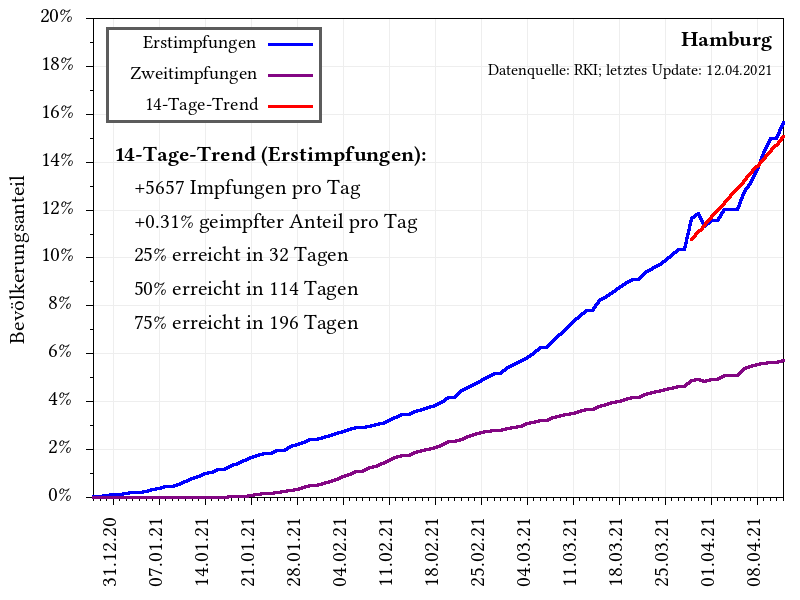 20%
18%
16%
14%
12%
10%
8%
6%
4%
2%
0%
Bevölkerungsanteil
Erstimpfungen
Zweitimpfungen
14-Tage-Trend
Hamburg
Datenquelle: RKI; letztes Update: 12.04.2021
14-Tage-Trend (Erstimpfungen):
+5657 Impfungen pro Tag
+0.31% geimpfter Anteil pro Tag
25% erreicht in 32 Tagen
50% erreicht in 114 Tagen
75% erreicht in 196 Tagen
31.12.20
07.01.21
14.01.21
21.01.21
28.01.21
04.02.21
11.02.21
18.02.21
25.02.21
04.03.21
11.03.21
18.03.21
25.03.21
01.04.21
08.04.21